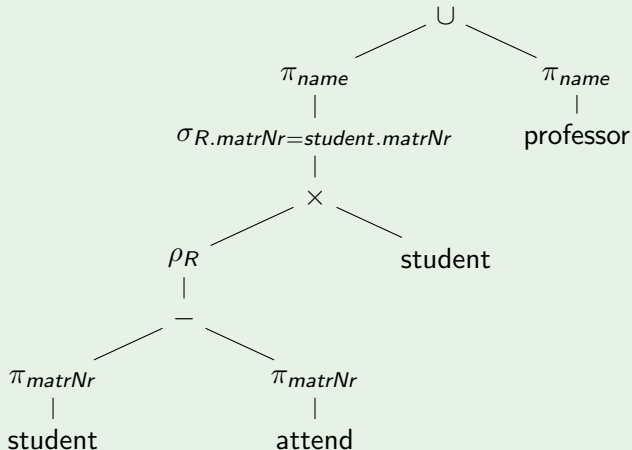 ∪
π_name π_name
σ_R.matrNr=student.matrNr professor
×
ρ_R student
−
π_matrNr π_matrNr
student attend